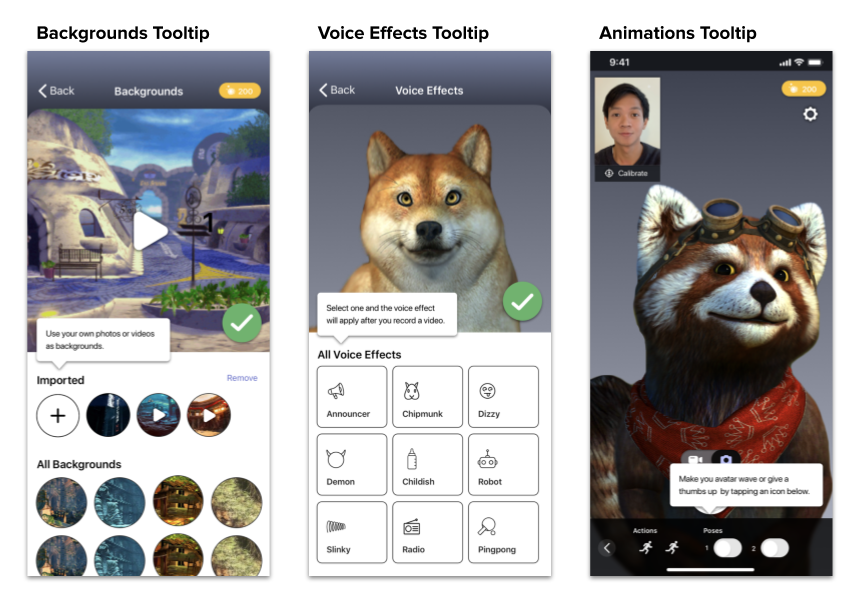 Backgrounds Tooltip
Voice Effects Tooltip
Animations Tooltip
Back
Backgrounds
200
1
Use your own photos or videos
as backgrounds.
Imported
Remove
All Backgrounds
Back
Voice Effects
Select one and the voice effect
will apply after you record a video.
All Voice Effects
Announcer
Chipmunk
Dizzy
Demon
Childish
Robot
Slinky
Radio
Pingpong
9:41
200
Calibrate
Make you avatar wave or give a
thumbs up by tapping an icon below.
Actions
Poses
1
2